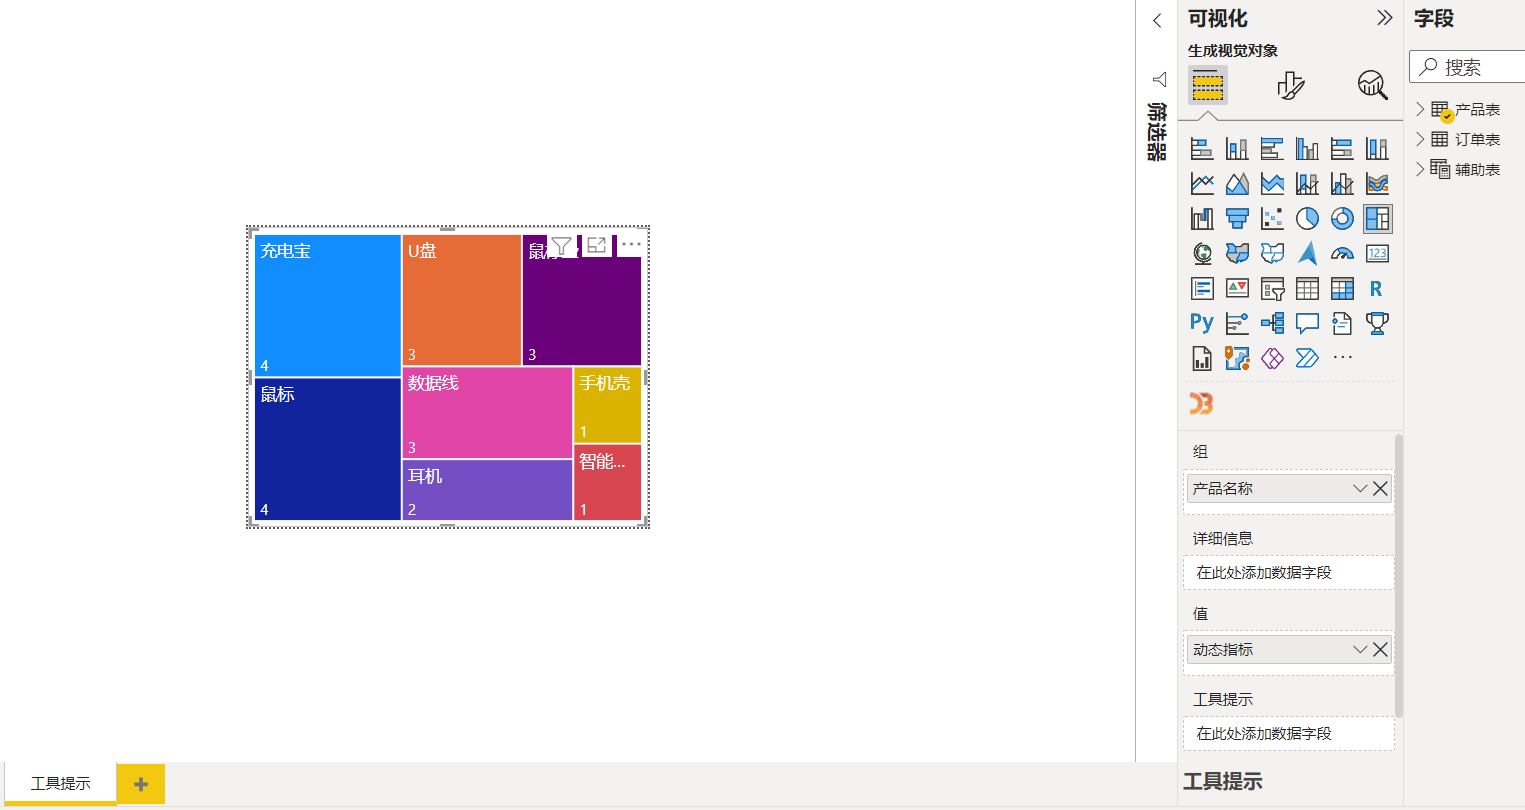 充电宝
4
U盘
3
3
鼠标
4
数据线
3
手机壳
1
耳机
2
智能...
1
工具提示
筛选器
可视化
生成视觉对象
123
R
Py
组
产品名称
详细信息
在此处添加数据字段
值
动态指标
工具提示
在此处添加数据字段
工具提示
字段
搜索
产品表
订单表
辅助表